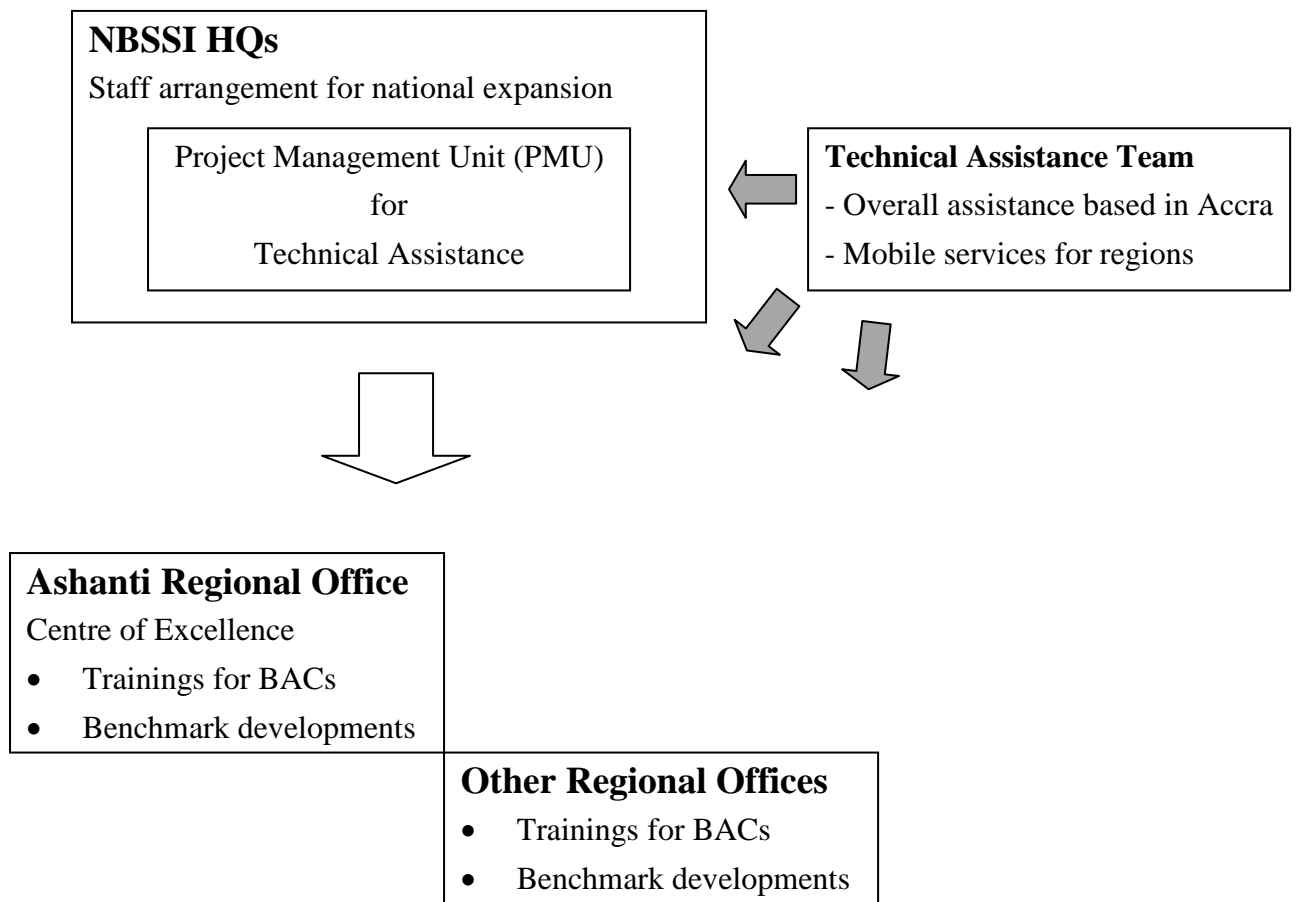 NBSSI HQs
Staff arrangement for national expansion
Project Management Unit (PMU)
for
Technical Assistance
Technical Assistance Team
- Overall assistance based in Accra
- Mobile services for regions
Ashanti Regional Office
Centre of Excellence
• Trainings for BACs
• Benchmark developments
Other Regional Offices
• Trainings for BACs
• Benchmark developments